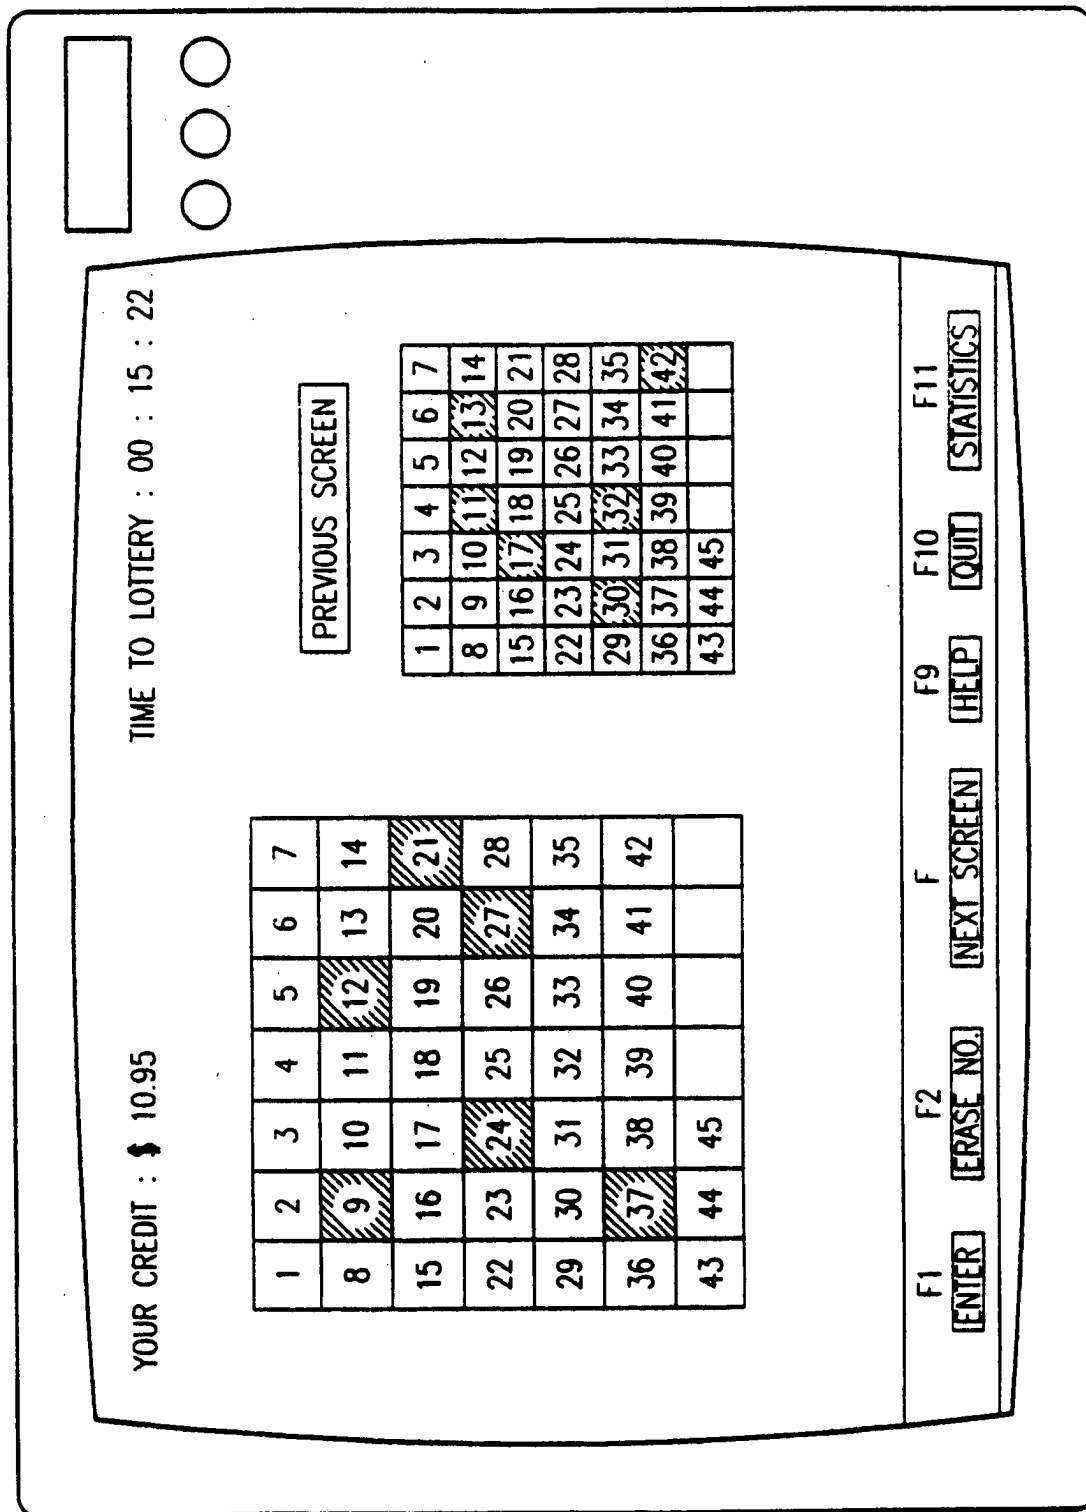 YOUR CREDIT : $ 10.95
TIME TO LOTTERY : 00 : 15 : 22
1 2 3 4 5 6 7
8 9 10 11 12 13 14
15 16 17 18 19 20 21
22 23 24 25 26 27 28
29 30 31 32 33 34 35
36 37 38 39 40 41 42
43 44 45
PREVIOUS SCREEN
1 2 3 4 5 6 7
8 9 10 11 12 13 14
15 16 17 18 19 20 21
22 23 24 25 26 27 28
29 30 31 32 33 34 35
36 37 38 39 40 41 42
43 44 45
F1 F2 F F9 F10 F11
ENTER ERASE NO. NEXT SCREEN HELP QUIT STATISTICS